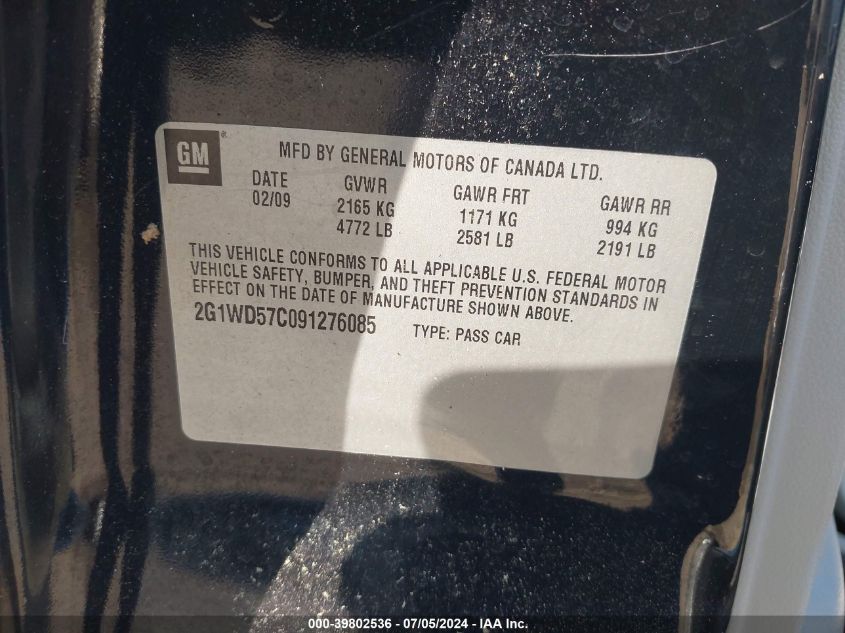 GM ®
MFD BY GENERAL MOTORS OF CANADA LTD.
DATE GVWR GAWR FRT GAWR RR
02/09 2165 KG 1171 KG 994 KG
4772 LB 2581 LB 2191 LB
THIS VEHICLE CONFORMS TO ALL APPLICABLE U.S. FEDERAL MOTOR
VEHICLE SAFETY, BUMPER, AND THEFT PREVENTION STANDARDS IN
EFFECT ON THE DATE OF MANUFACTURE SHOWN ABOVE.
2G1WD57C091276085 TYPE: PASS CAR
000-39802536 - 07/05/2024 - IAA Inc.